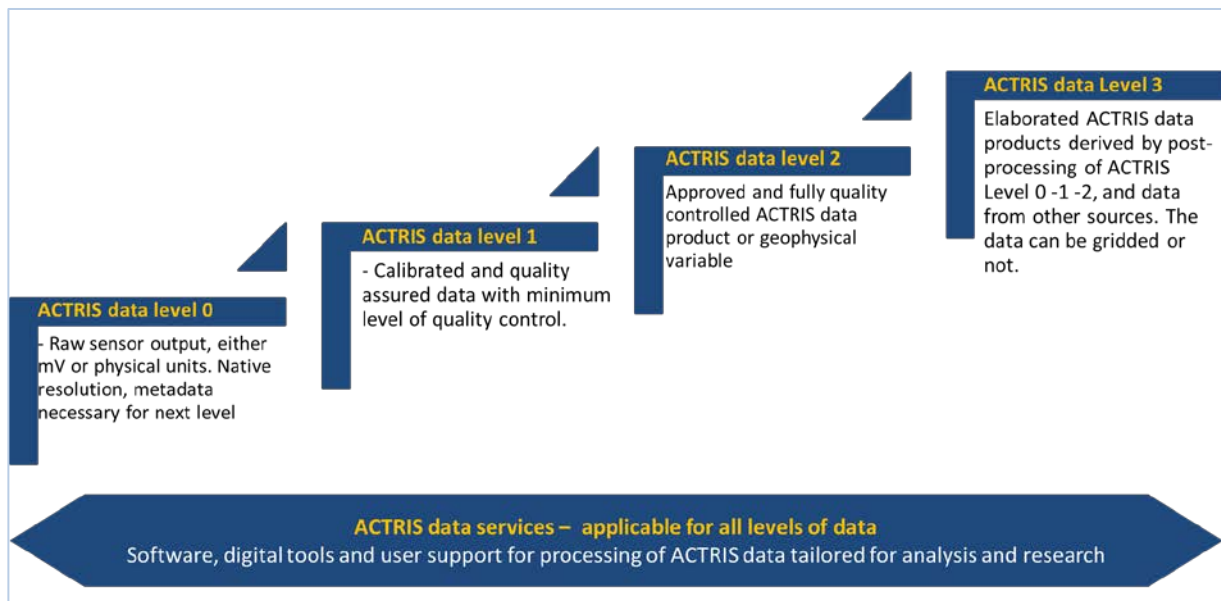 ACTRIS data level 0
- Raw sensor output, either
mV or physical units. Native
resolution, metadata
necessary for next level
ACTRIS data level 1
- Calibrated and quality
assured data with minimum
level of quality control.
ACTRIS data level 2
Approved and fully quality
controlled ACTRIS data
product or geophysical
variable
ACTRIS data Level 3
Elaborated ACTRIS data
products derived by post-
processing of ACTRIS
Level 0 -1 -2, and data
from other sources. The
data can be gridded or
not.
ACTRIS data services – applicable for all levels of data
Software, digital tools and user support for processing of ACTRIS data tailored for analysis and research